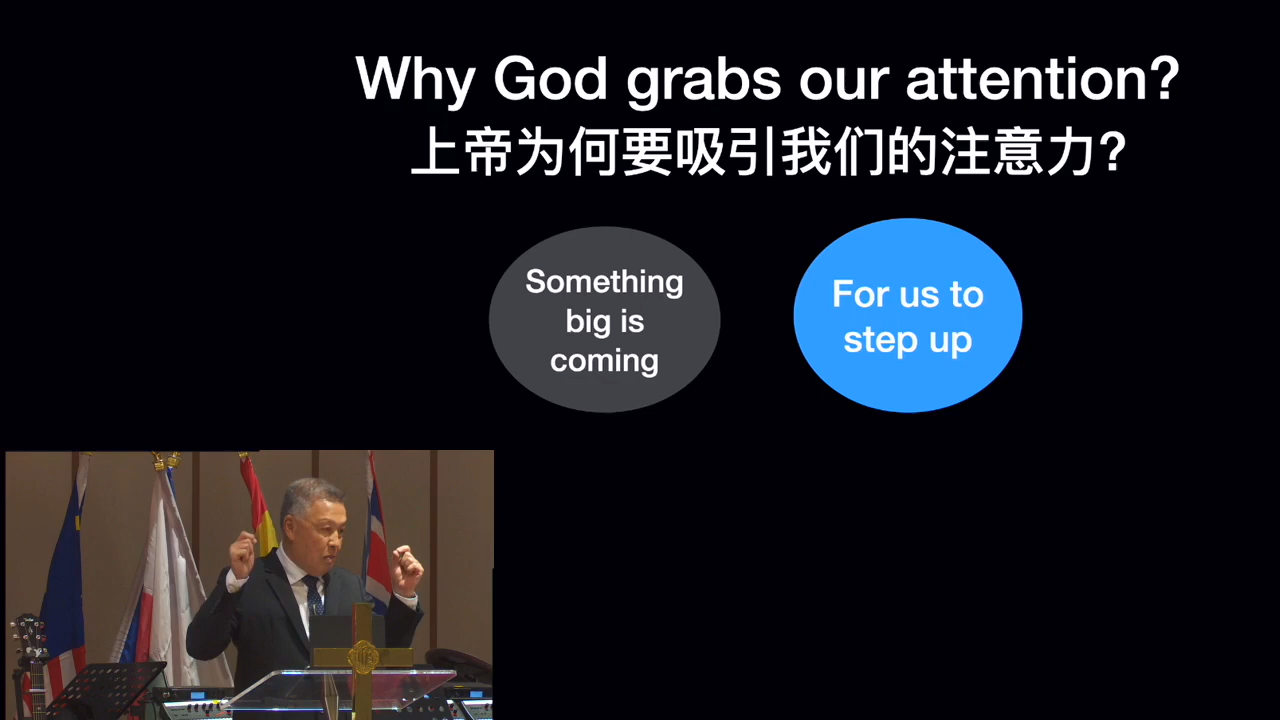 Why God grabs our attention?
上帝为何要吸引我们的注意力?
Something
big is
coming
For us to
step up